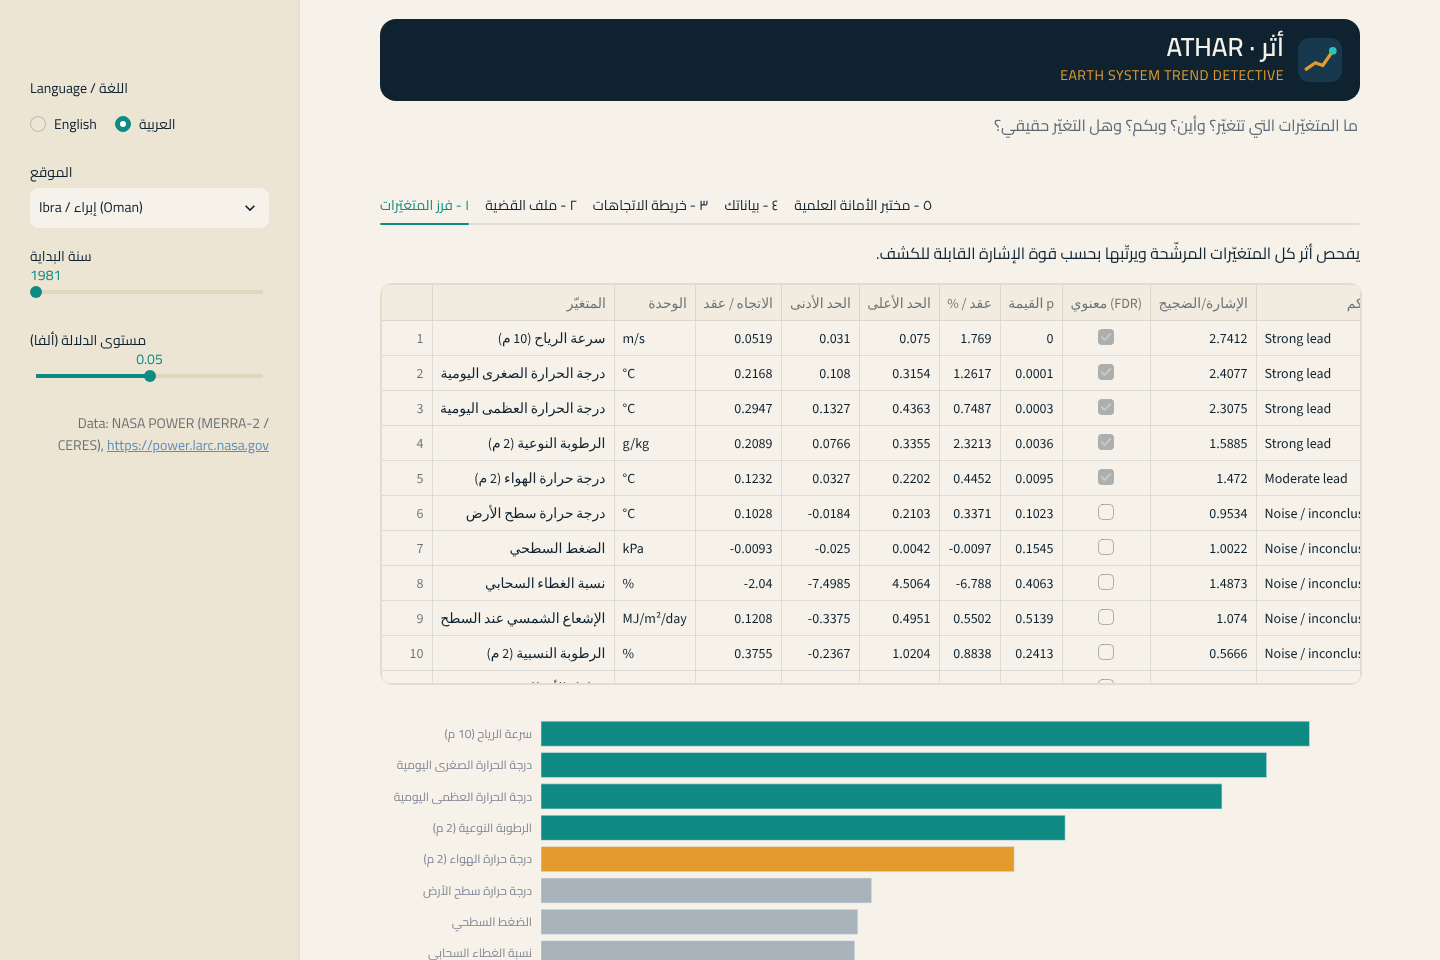 Language / اللغة
English
العربية
الموقع
Ibra / إبراء (Oman)
سنة البداية
1981
مستوى الدلالة (ألفا)
0.05
Data: NASA POWER (MERRA-2 /
CERES), https://power.larc.nasa.gov
أثر · ATHAR
EARTH SYSTEM TREND DETECTIVE
ما المتغيّرات التي تتغيّر؟ وأين؟ وبكم؟ وهل التغيّر حقيقي؟
١ - فرز المتغيّرات
٢ - ملف القضية
٣ - خريطة الاتجاهات
٤ - بياناتك
٥ - مختبر الأمانة العلمية
يفحص أثر كل المتغيّرات المرشّحة ويرتّبها بحسب قوة الإشارة القابلة للكشف.
المتغيّر الوحدة الاتجاه / عقد الحد الأدنى الحد الأعلى % / عقد القيمة p معنوي (FDR) الإشارة/الضجيج
1 سرعة الرياح (10 م) m/s 0.0519 0.031 0.075 1.769 0 2.7412 Strong lead
2 درجة الحرارة الصغرى اليومية °C 0.2168 0.108 0.3154 1.2617 0.0001 2.4077 Strong lead
3 درجة الحرارة العظمى اليومية °C 0.2947 0.1327 0.4363 0.7487 0.0003 2.3075 Strong lead
4 الرطوبة النوعية (2 م) g/kg 0.2089 0.0766 0.3355 2.3213 0.0036 1.5885 Strong lead
5 درجة حرارة الهواء (2 م) °C 0.1232 0.0327 0.2202 0.4452 0.0095 1.472 Moderate lead
6 درجة حرارة سطح الأرض °C 0.1028 -0.0184 0.2103 0.3371 0.1023 0.9534 Noise /
7 الضغط السطحي kPa -0.0093 -0.025 0.0042 -0.0097 0.1545 1.0022 Noise /
8 نسبة الغطاء السحابي % -2.04 -7.4985 4.5064 -6.788 0.4063 1.4873 Noise /
9 الإشعاع الشمسي عند السطح MJ/m²/day 0.1208 -0.3375 0.4951 0.5502 0.5139 1.074 Noise /
10 الرطوبة النسبية (2 م) % 0.3755 -0.2367 1.0204 0.8838 0.2413 0.5666 Noise /
سرعة الرياح (10 م)
درجة الحرارة الصغرى اليومية
درجة الحرارة العظمى اليومية
الرطوبة النوعية (2 م)
درجة حرارة الهواء (2 م)
درجة حرارة سطح الأرض
الضغط السطحي
نسبة الغطاء السحابي